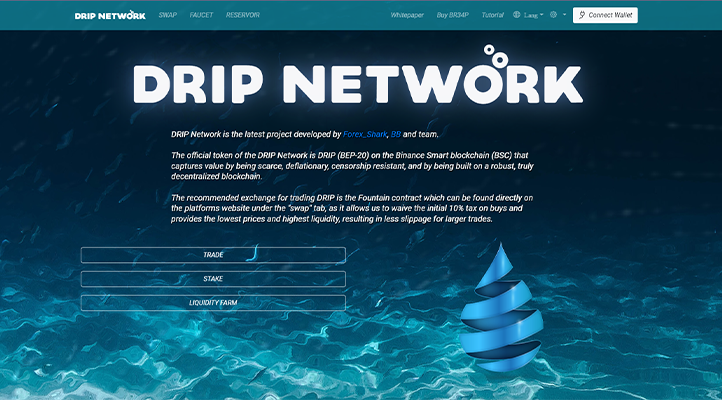 DRIP NETWORK SWAP FAUCET RESERVOIR Whitepaper Buy BR34P Tutorial Lang Connect Wallet
DRIP NETWORK
DRIP Network is the latest project developed by Forex_Shark, BB and team.
The official token of the DRIP Network is DRIP (BEP-20) on the Binance Smart blockchain (BSC) that
captures value by being scarce, deflationary, censorship resistant, and by being built on a robust, truly
decentralized blockchain.
The recommended exchange for trading DRIP is the Fountain contract which can be found directly on
the platforms website under the "swap" tab, as it allows us to waive the initial 10% tax on buys and
provides the lowest prices and highest liquidity, resulting in less slippage for larger trades.
TRADE
STAKE
LIQUIDITY FARM